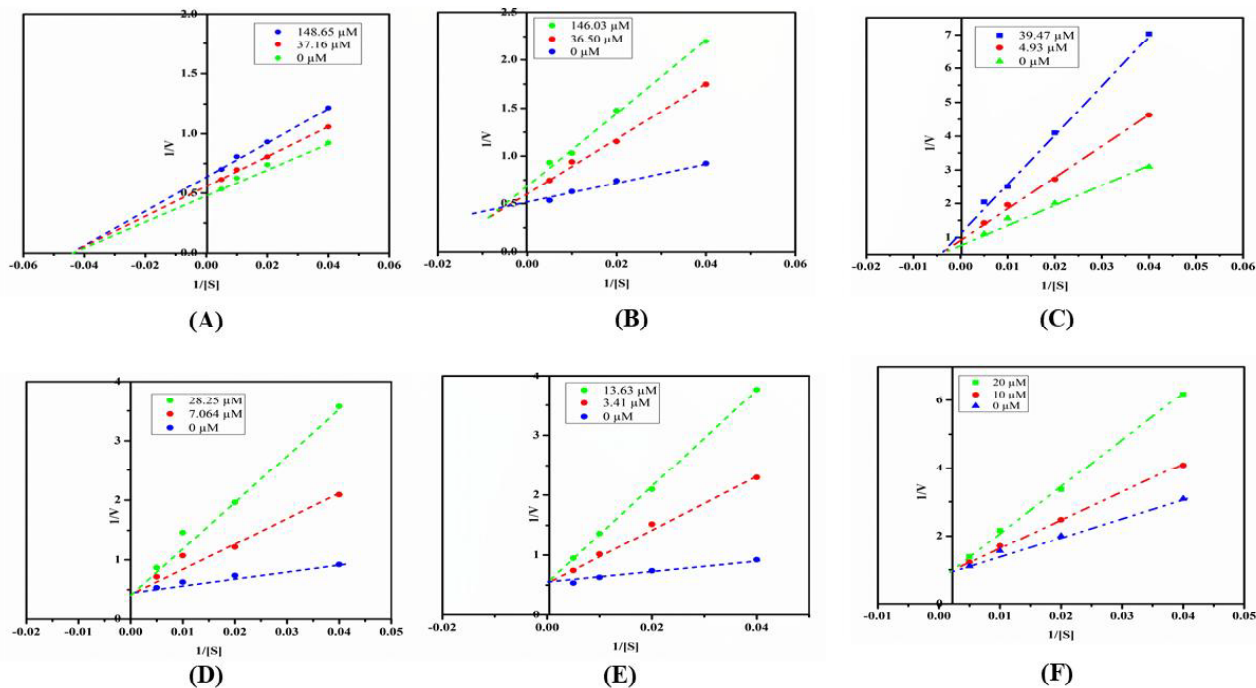 2.0
1.5
1.0
0.5
0.0
1/V
148.65 µM
37.16 µM
0 µM
-0.06 -0.04 -0.02 0.00 0.02 0.04 0.06
1/[S]
(A)
2.5
2.0
1.5
1.0
0.5
0.0
1/V
146.03 µM
36.50 µM
0 µM
-0.02 0.00 0.02 0.04 0.06
1/[S]
(B)
7
6
5
4
3
2
1
1/V
39.47 µM
4.93 µM
0 µM
-0.02 -0.01 0.00 0.01 0.02 0.03 0.04 0.05 0.06
1/[S]
(C)
4
3
2
1
0
1/V
28.25 µM
7.064 µM
0 µM
-0.02 -0.01 0.00 0.01 0.02 0.03 0.04 0.05
1/[S]
(D)
4
3
2
1
0
1/V
13.63 µM
3.41 µM
0 µM
-0.02 0.00 0.02 0.04
1/[S]
(E)
6
4
2
0
1/V
20 µM
10 µM
0 µM
-0.01 0.00 0.01 0.02 0.03 0.04 0.05
1/[S]
(F)